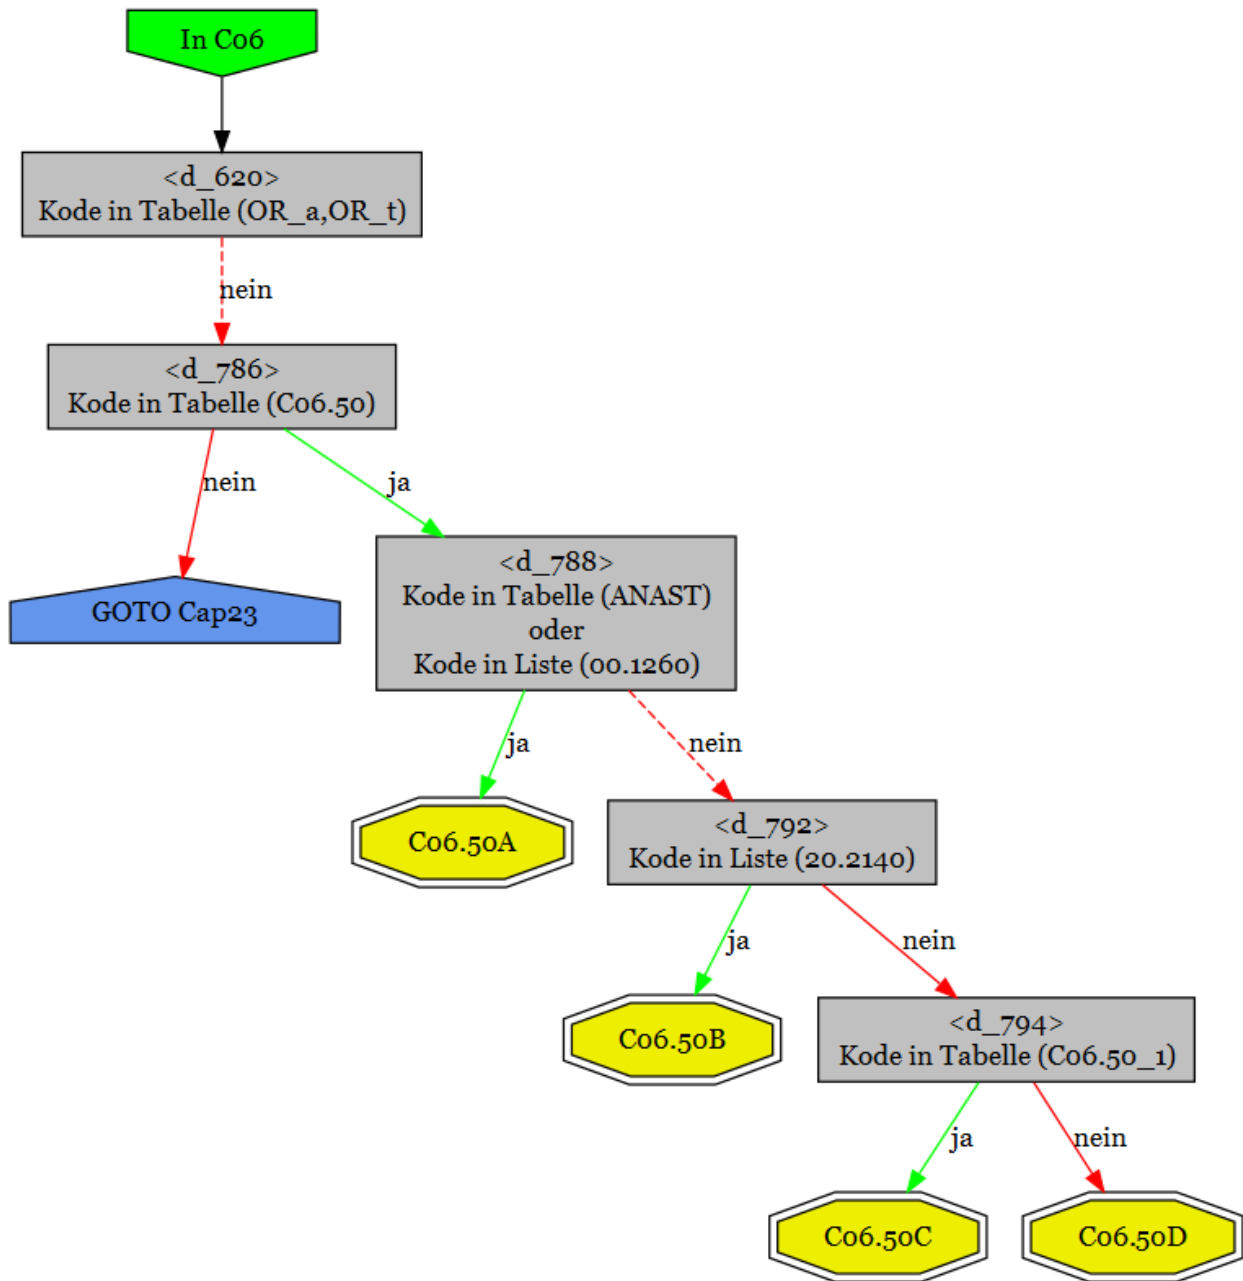 In C06
<d_620>
Kode in Tabelle (OR_a,OR_t)
nein
<d_786>
Kode in Tabelle (C06.50)
nein
ja
<d_788>
Kode in Tabelle (ANAST)
oder
Kode in Liste (00.1260)
GOTO Cap23
ja
nein
C06.50A
<d_792>
Kode in Liste (20.2140)
ja
nein
C06.50B
<d_794>
Kode in Tabelle (C06.50_1)
ja
nein
C06.50C
C06.50D